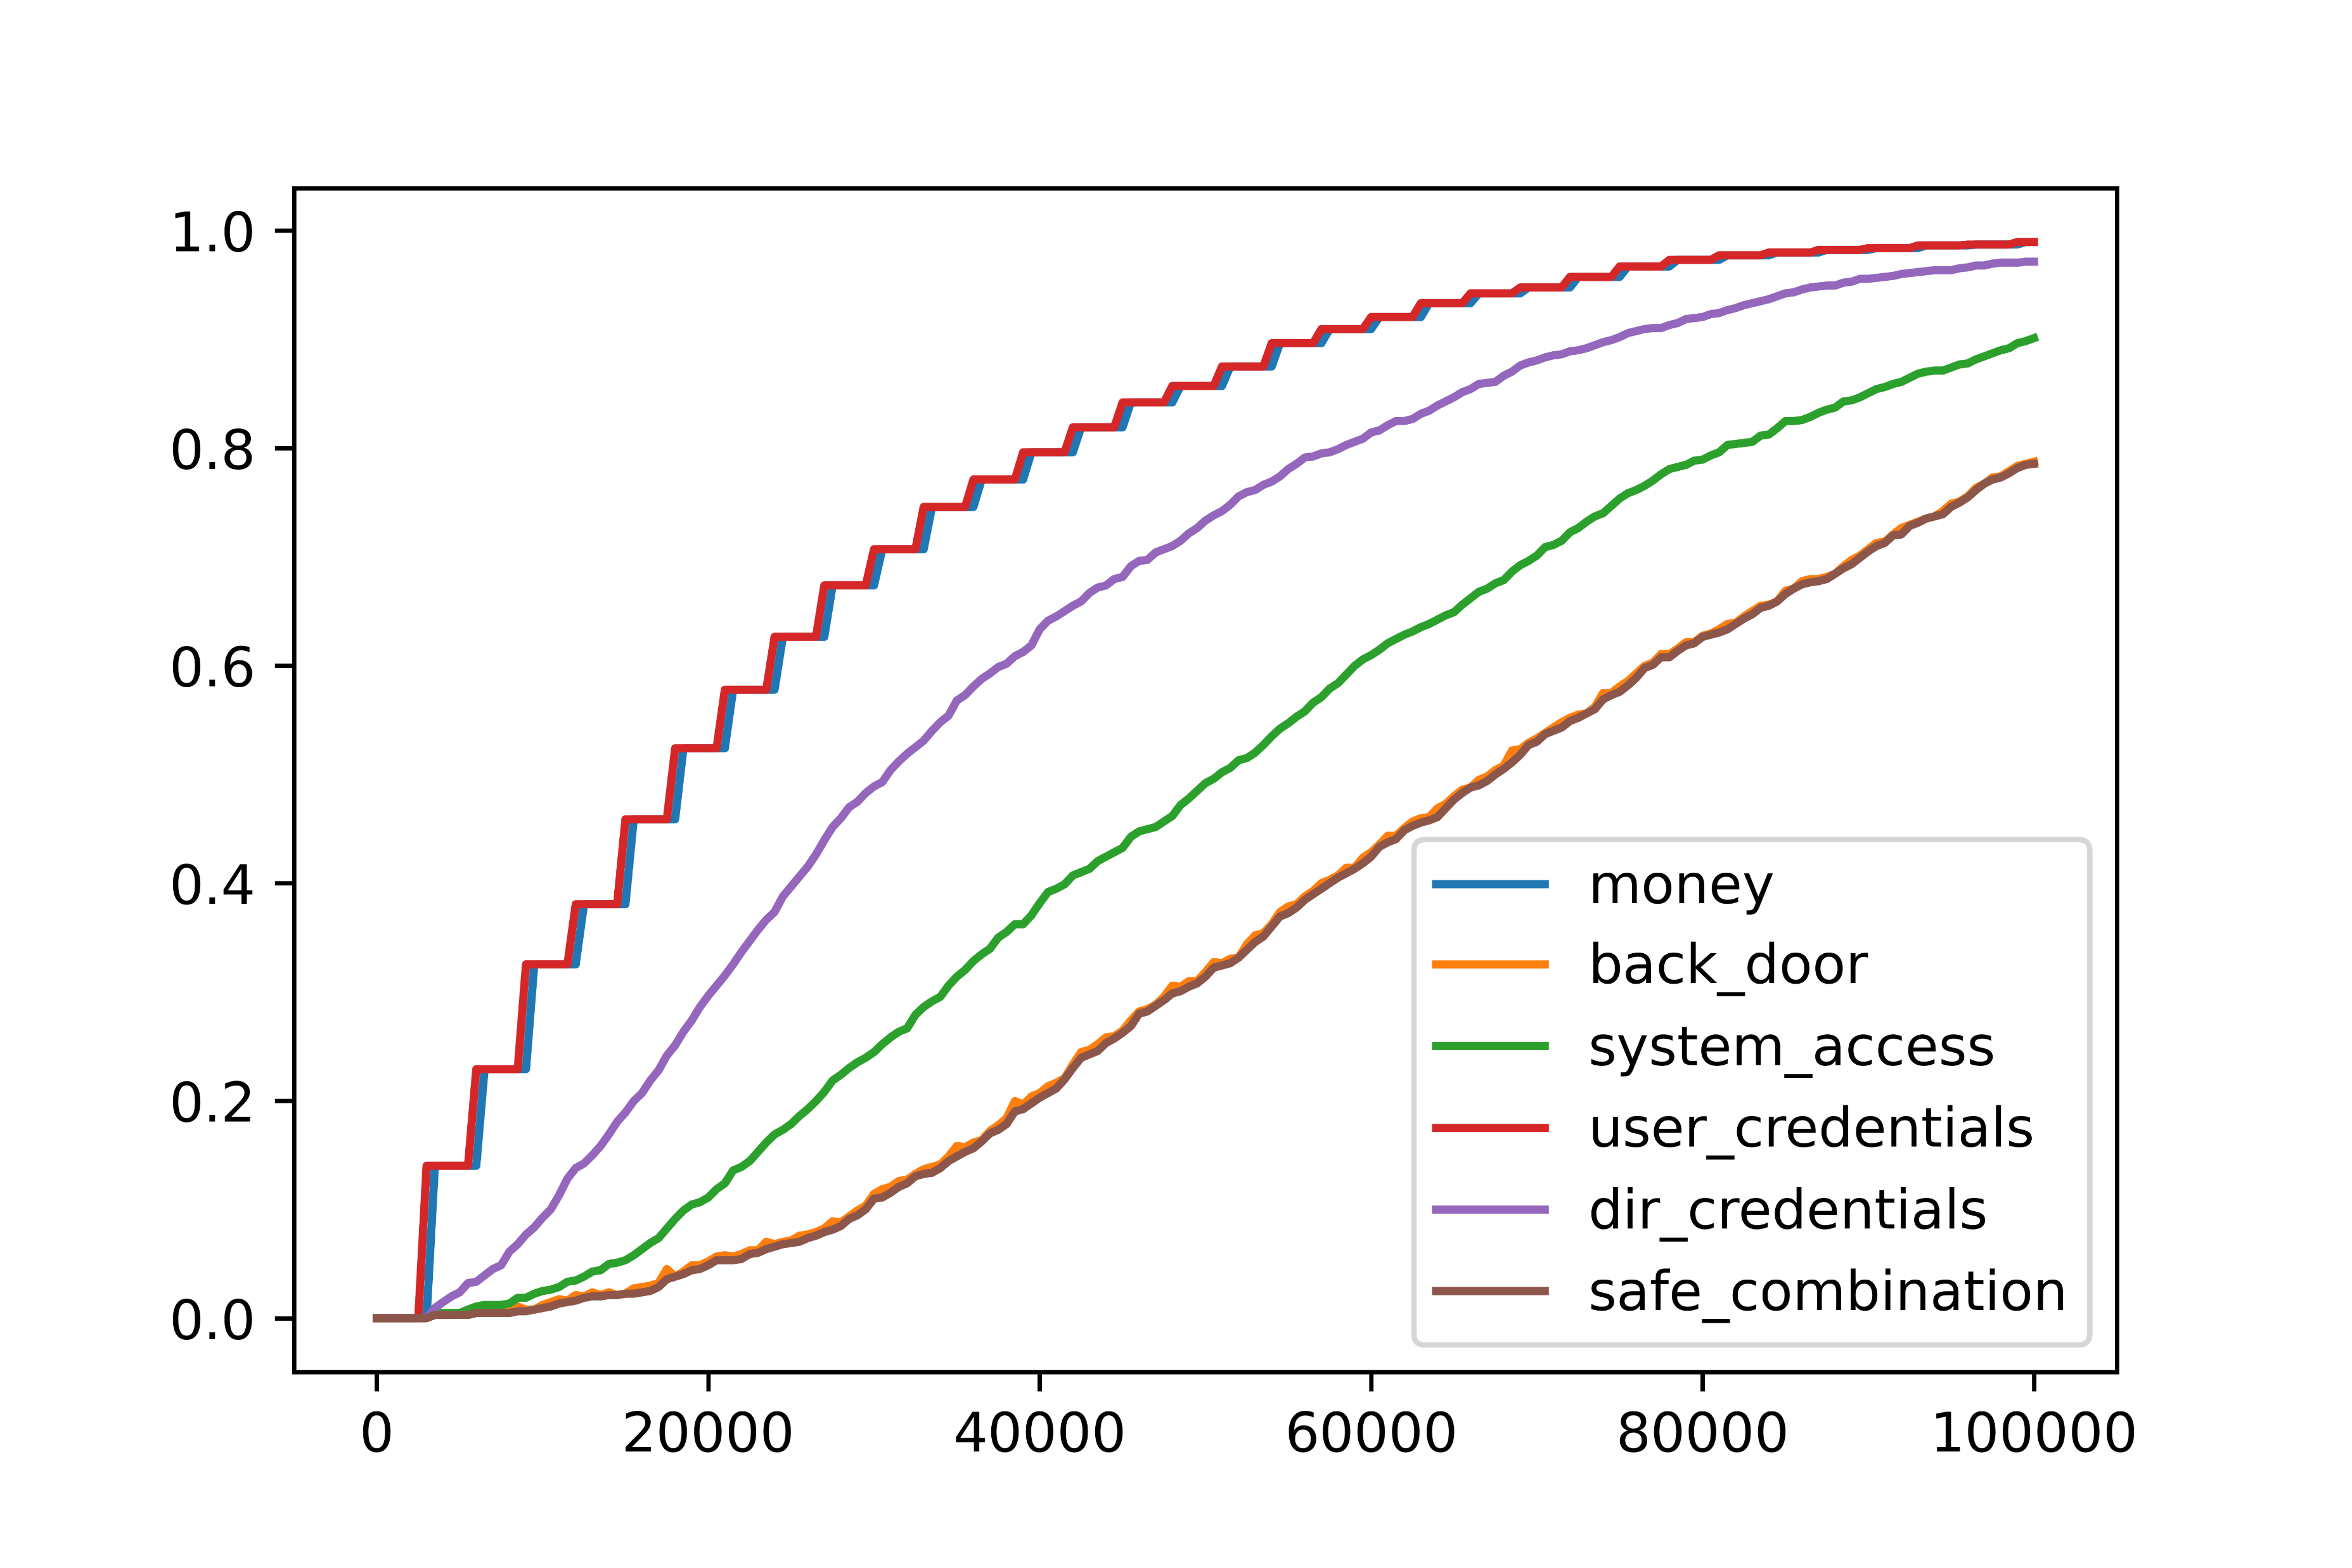 1.0
0.8
0.6
0.4
0.2
0.0
0 20000 40000 60000 80000 100000
money
back_door
system_access
user_credentials
dir_credentials
safe_combination